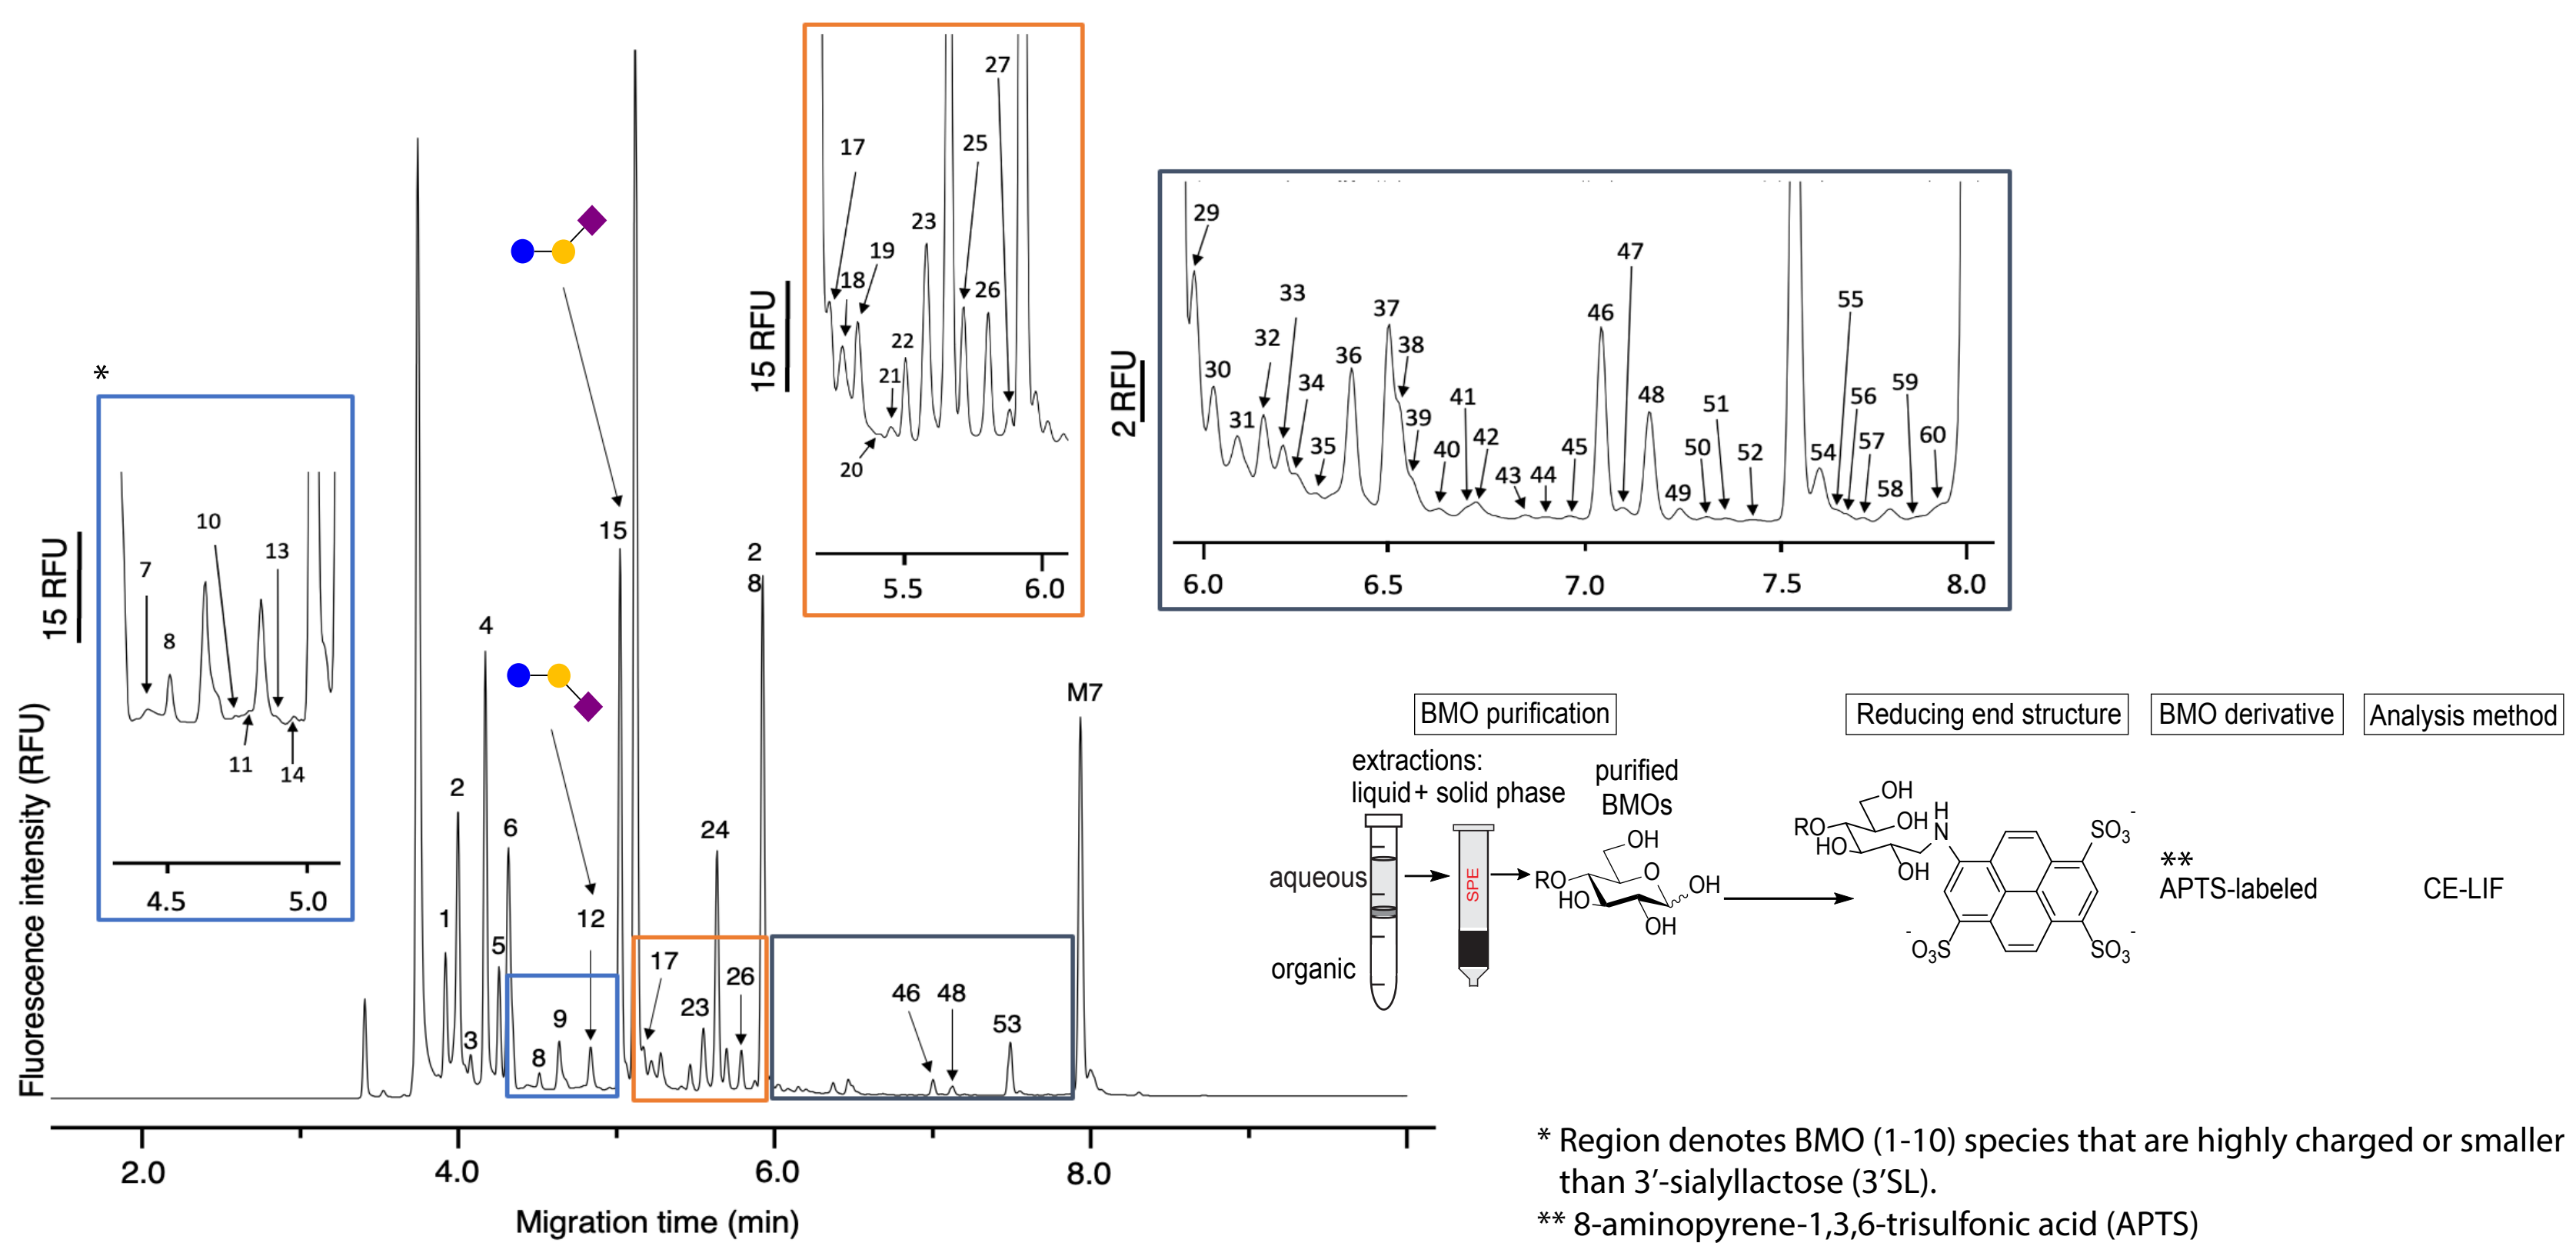 *
15 RFU
7
8
10
11
13
14
4.5
5.0
15 RFU
17
18
19
20
21
22
23
25
26
27
5.5
6.0
2 RFU
29
30
31
32
33
34
35
36
37
38
39
40
41
42
43
44
45
46
47
48
49
50
51
52
54
55
56
57
58
59
60
6.0
6.5
7.0
7.5
8.0
Fluorescence intensity (RFU)
1
2
3
4
5
6
8
9
12
15
17
23
24
26
2
8
46
48
53
M7
2.0
4.0
6.0
8.0
Migration time (min)
BMO purification
Reducing end structure
BMO derivative
Analysis method
extractions:
liquid + solid phase
aqueous
organic
SPE
purified
BMOs
OH
RO
O
OH
HO
OH
OH
RO
OH
HO
OH
H
N
SO3-
-O3S
SO3-
**
APTS-labeled
CE-LIF
* Region denotes BMO (1-10) species that are highly charged or smaller
than 3′-sialyllactose (3′SL).
** 8-aminopyrene-1,3,6-trisulfonic acid (APTS)